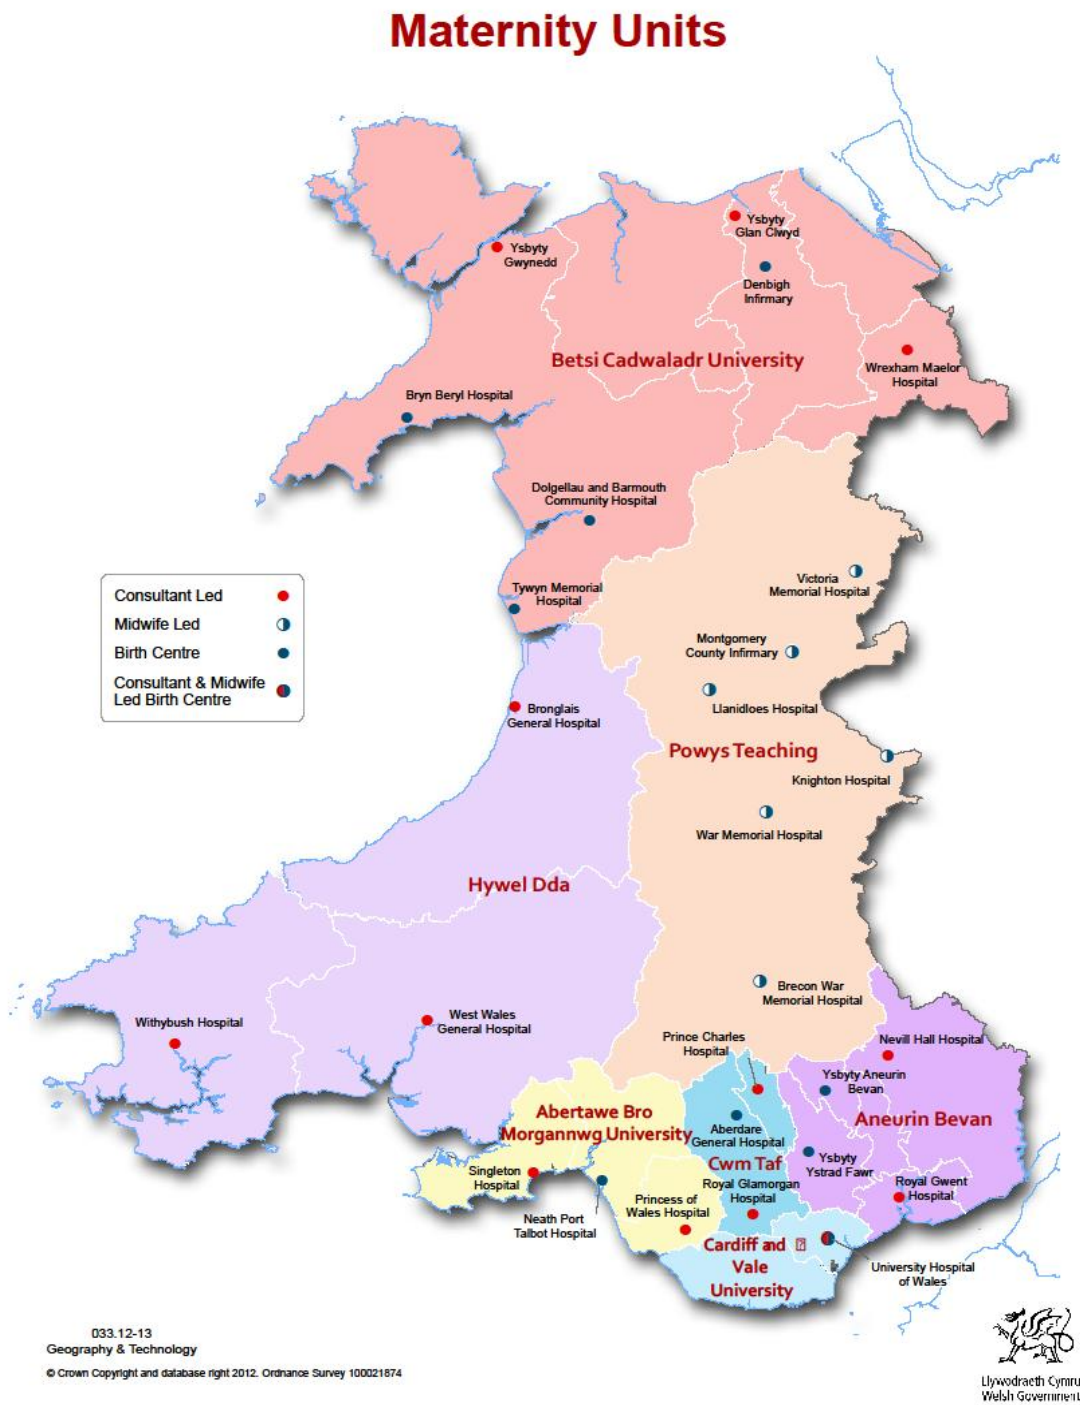 Maternity Units
Ysbyty
Glan Clwyd
Ysbyty
Gwynedd
Denbigh
Infirmary
Betsi Cadwaladr University
Wrexham Maelor
Hospital
Bryn Beryl Hospital
Dolgellau and Barmouth
Community Hospital
Victoria
Memorial Hospital
Tywyn Memorial
Hospital
Consultant Led
Midwife Led
Birth Centre
Consultant & Midwife
Led Birth Centre
Montgomery
County Infirmary
Llanidloes Hospital
Bronglais
General Hospital
Powys Teaching
Knighton Hospital
War Memorial Hospital
Hywel Dda
Brecon War
Memorial Hospital
West Wales
General Hospital
Withybush Hospital
Prince Charles
Hospital
Nevill Hall Hospital
Ysbyty Aneurin
Bevan
Abertawe Bro
Morgannwg University
Aneurin Bevan
Aberdare
General Hospital
Cwm Taf
Ysbyty
Ystrad Fawr
Singleton
Hospital
Royal Glamorgan
Hospital
Royal Gwent
Hospital
Princess of
Wales Hospital
Neath Port
Talbot Hospital
Cardiff and
Vale
University
University Hospital
of Wales
033.12-13
Geography & Technology
© Crown Copyright and database right 2012. Ordnance Survey 100021874
Llywodraeth Cymru
Welsh Government